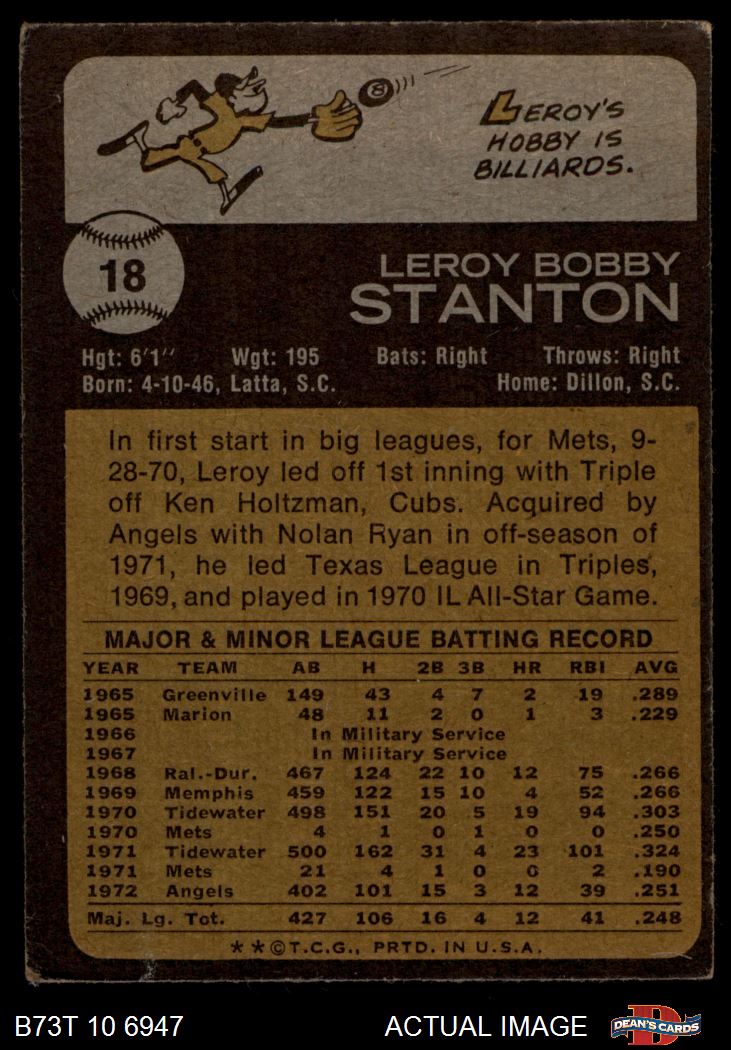 8
LEROY'S
HOBBY IS
BILLIARDS.
18
LEROY BOBBY
STANTON
Hgt: 6'1" Wgt: 195 Bats: Right Throws: Right
Born: 4-10-46, Latta, S.C. Home: Dillon, S.C.
In first start in big leagues, for Mets, 9-
28-70, Leroy led off 1st inning with Triple
off Ken Holtzman, Cubs. Acquired by
Angels with Nolan Ryan in off-season of
1971, he led Texas League in Triples,
1969, and played in 1970 IL All-Star Game.
MAJOR & MINOR LEAGUE BATTING RECORD
YEAR TEAM AB H 2B 3B HR RBI AVG
1965 Greenville 149 43 4 7 2 19 .289
1965 Marion 48 11 2 0 1 3 .229
1966 In Military Service
1967 In Military Service
1968 Ral.-Dur. 467 124 22 10 12 75 .266
1969 Memphis 459 122 15 10 4 52 .266
1970 Tidewater 498 151 20 5 19 94 .303
1970 Mets 4 1 0 1 0 0 .250
1971 Tidewater 500 162 31 4 23 101 .324
1971 Mets 21 4 1 0 0 2 .190
1972 Angels 402 101 15 3 12 39 .251
Maj. Lg. Tot. 427 106 16 4 12 41 .248
* * © T.C.G., PRTD. IN U.S.A.
B73T 10 6947 ACTUAL IMAGE D DEAN'S CARDS